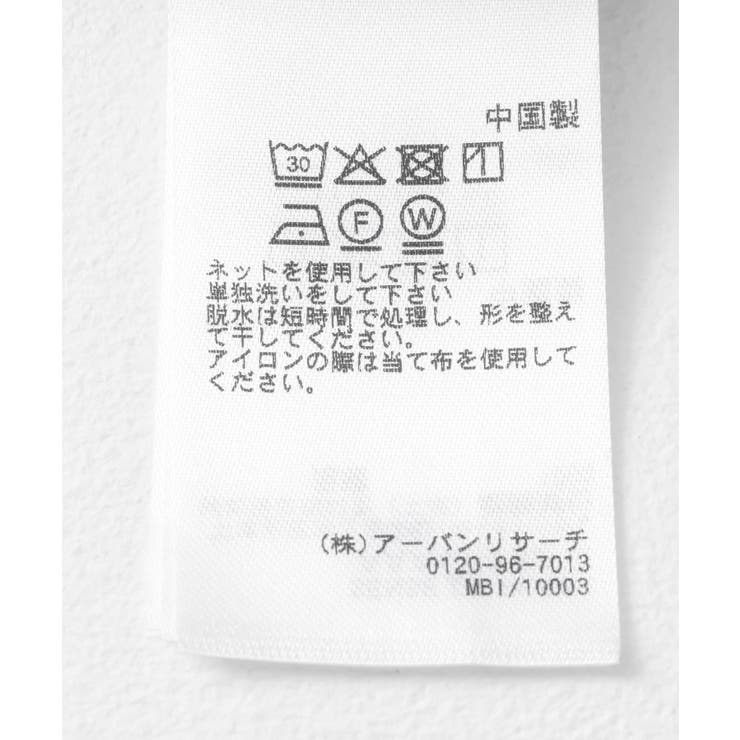 中国製
30
F W
ネットを使用して下さい
単独洗いをして下さい
脱水は短時間で処理し、形を整え
て干してください。
アイロンの際は当て布を使用して
ください。
(株)アーバンリサーチ
0120-96-7013
MBI/10003